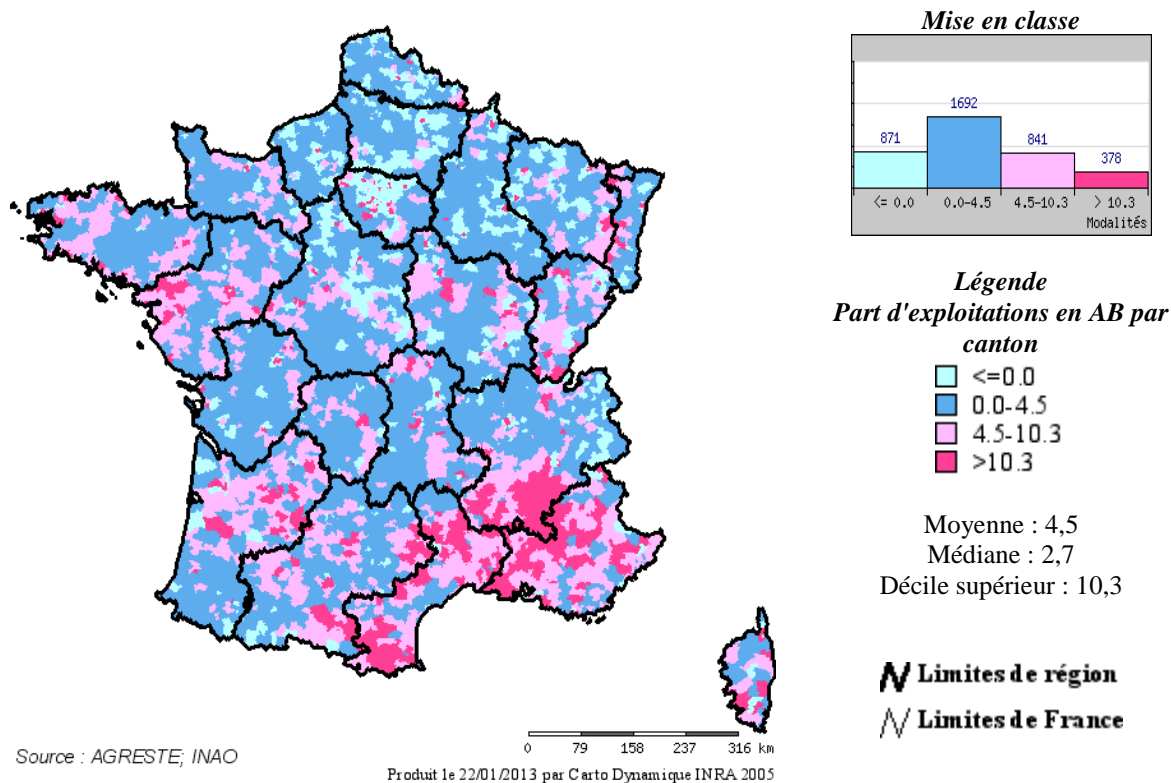 Mise en classe
1692
871
841
378
<= 0.0
0.0-4.5
4.5-10.3
> 10.3
Modalités
Légende
Part d'exploitations en AB par
canton
<=0.0
0.0-4.5
4.5-10.3
>10.3
Moyenne : 4,5
Médiane : 2,7
Décile supérieur : 10,3
Limites de région
Limites de France
0 79 158 237 316 km
Source : AGRESTE; INAO
Produit le 22/01/2013 par Carto Dynamique INRA 2005